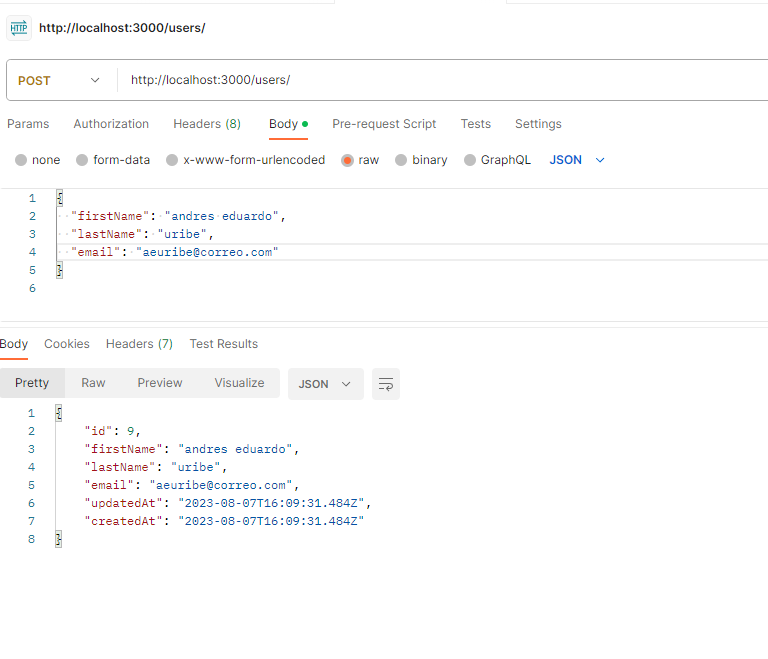 HTTP http://localhost:3000/users/
POST http://localhost:3000/users/
Params Authorization Headers (8) Body Pre-request Script Tests Settings
none form-data x-www-form-urlencoded raw binary GraphQL JSON
1 {
2 "firstName": "andres eduardo",
3 "lastName": "uribe",
4 "email": "aeuribe@correo.com"
5 }
6
Body Cookies Headers (7) Test Results
Pretty Raw Preview Visualize JSON
1 {
2 "id": 9,
3 "firstName": "andres eduardo",
4 "lastName": "uribe",
5 "email": "aeuribe@correo.com",
6 "updatedAt": "2023-08-07T16:09:31.484Z",
7 "createdAt": "2023-08-07T16:09:31.484Z"
8 }